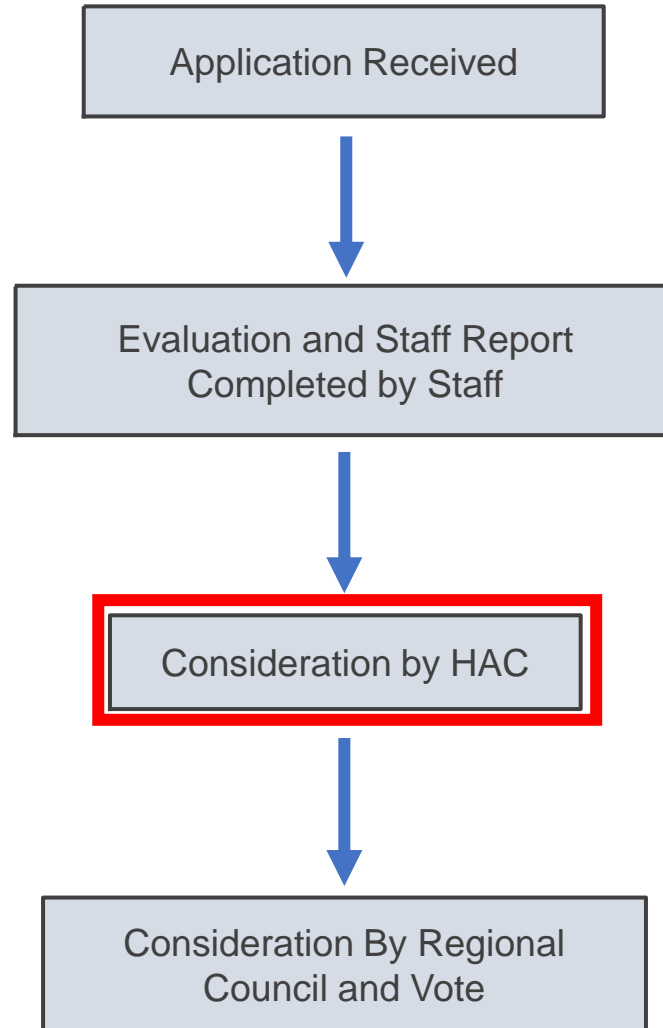 Application Received
Evaluation and Staff Report
Completed by Staff
Consideration by HAC
Consideration By Regional
Council and Vote